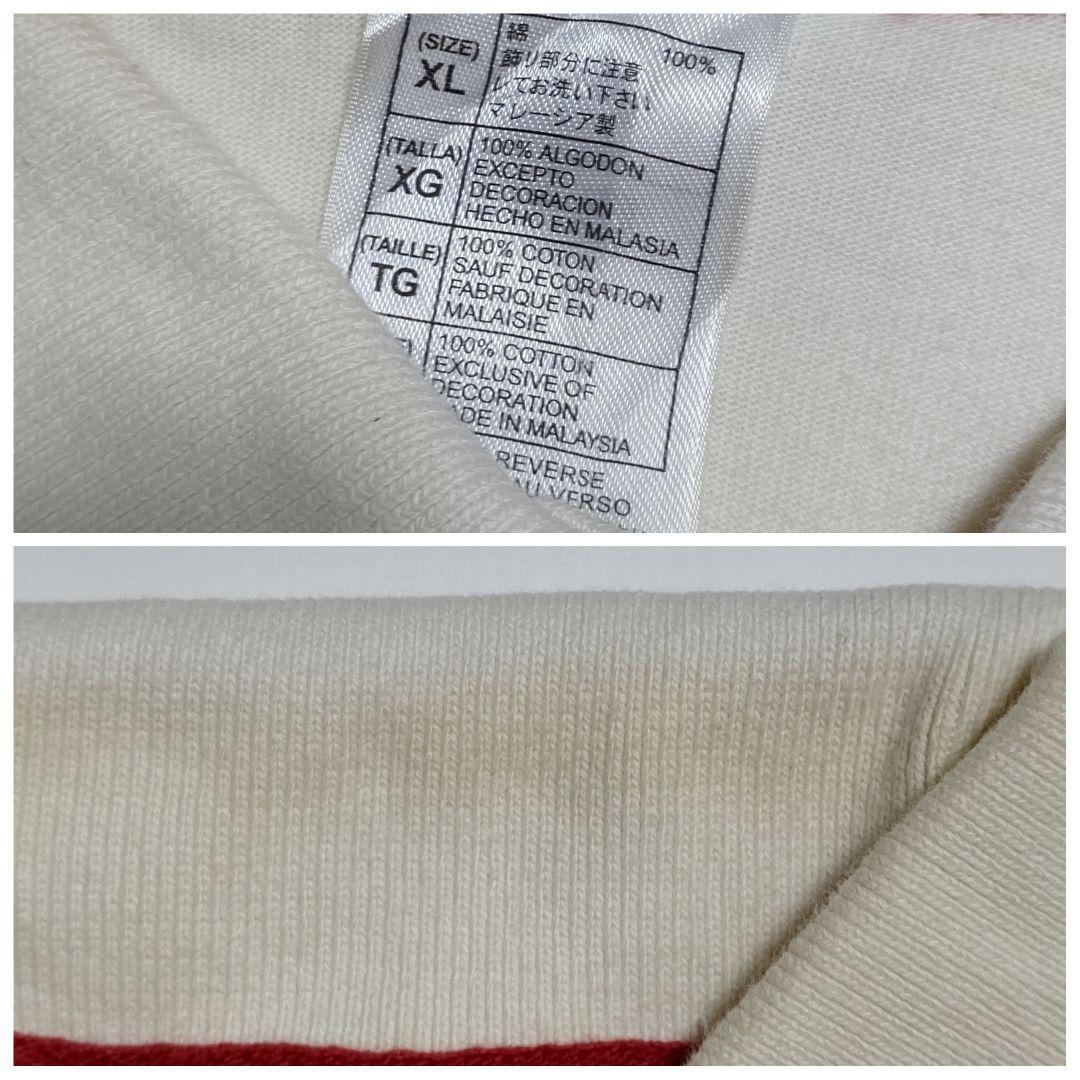 (SIZE)
XL
綿 100%
飾り部分に注意
してお洗い下さい
マレーシア製
(TALLA)
XG
100% ALGODON
EXCEPTO
DECORACION
HECHO EN MALASIA
(TAILLE)
TG
100% COTON
SAUF DECORATION
FABRIQUE EN
MALAISIE
100% COTTON
EXCLUSIVE OF
DECORATION
MADE IN MALAYSIA
REVERSE
AU VERSO